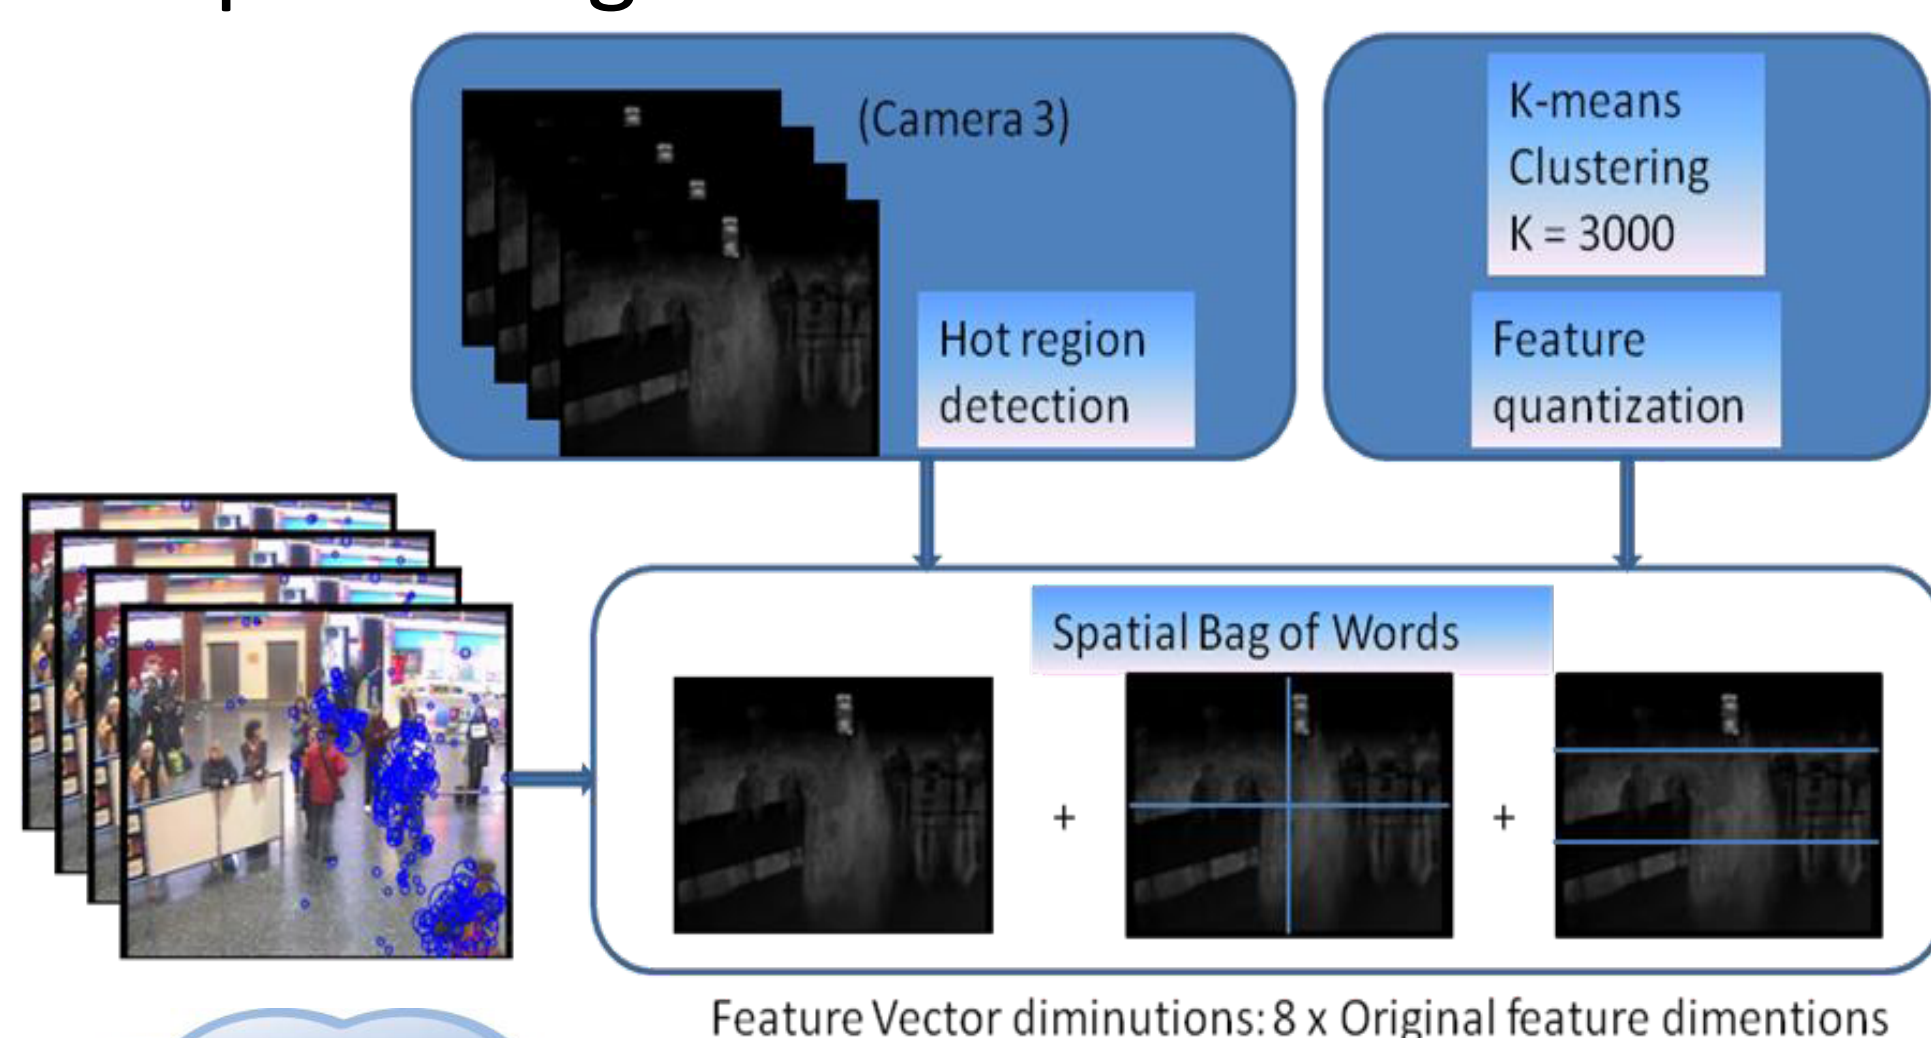 (Camera 3)
Hot region
detection
K-means
Clustering
K = 3000
Feature
quantization
Spatial Bag of Words
+
+
Feature Vector diminutions: 8 x Original feature dimentions